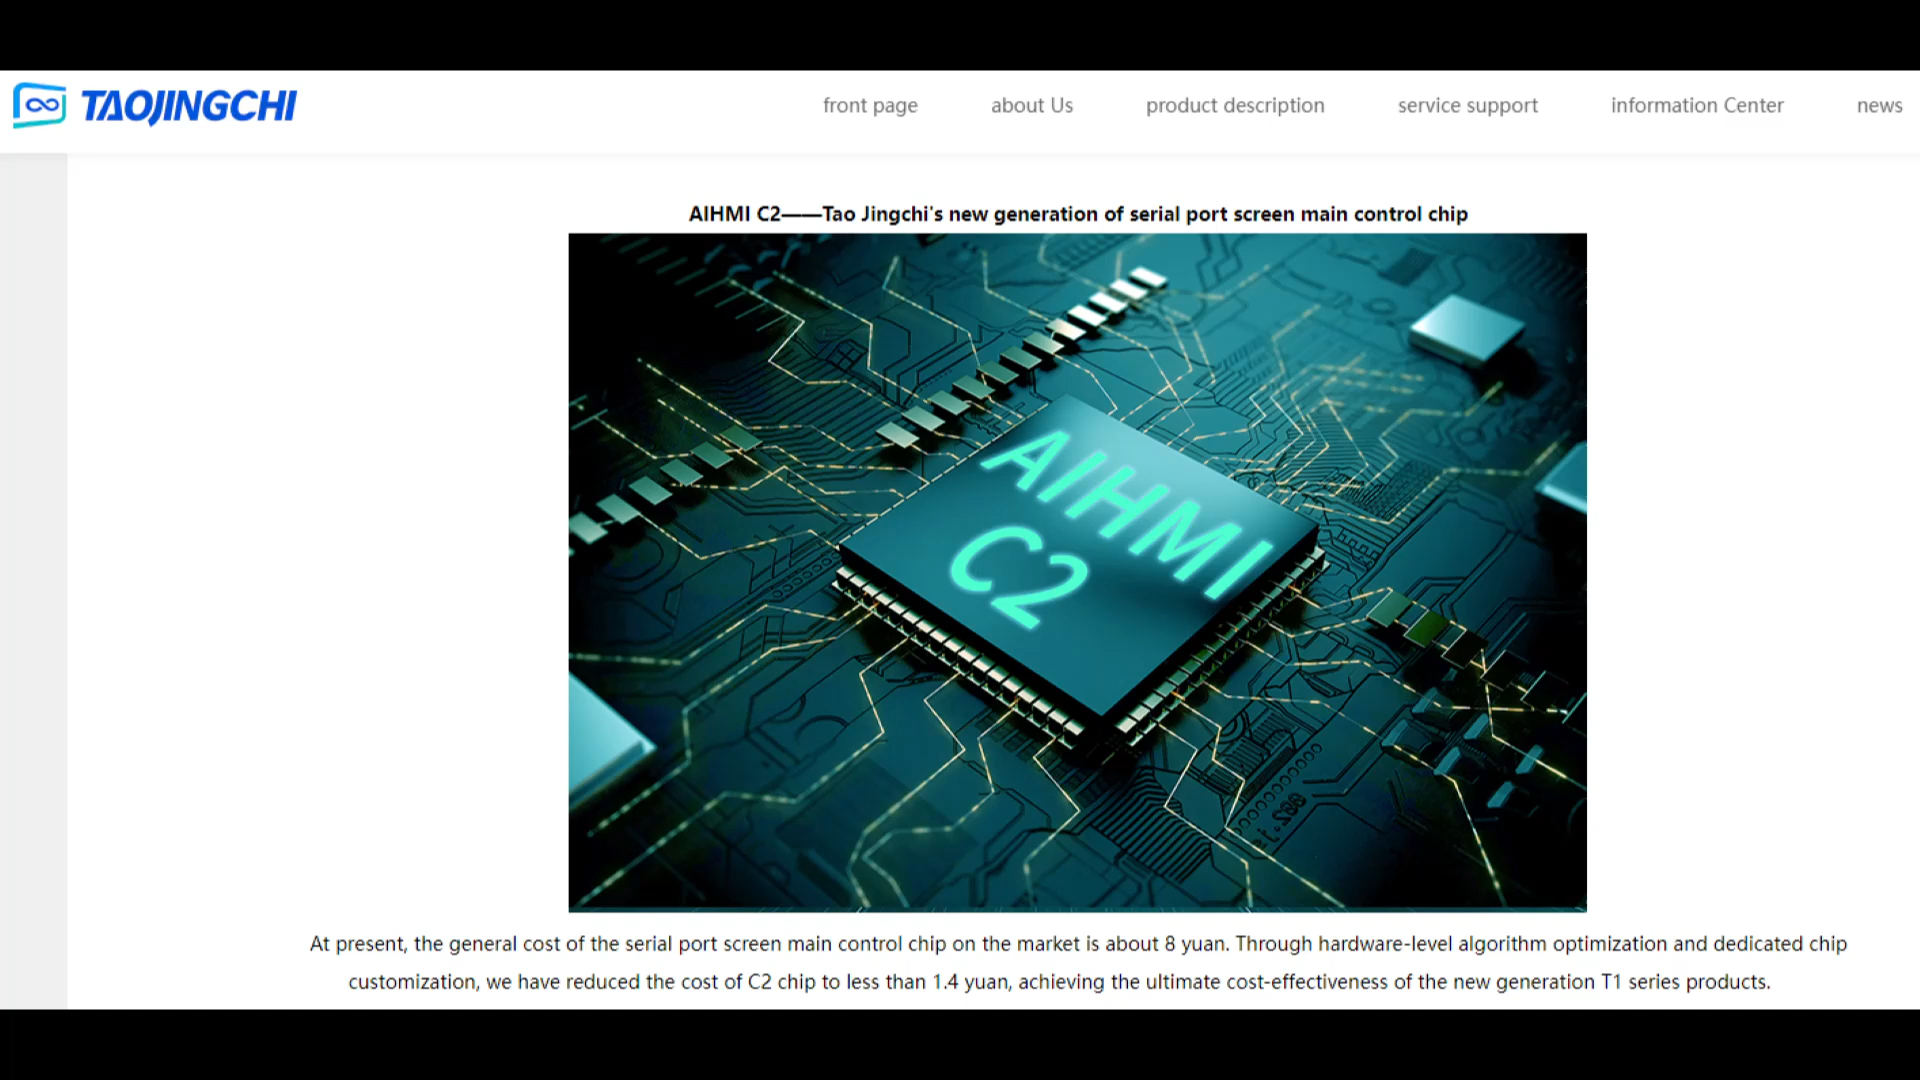 TAOJINGCHI
front page about Us product description service support information Center news
AIHMI C2——Tao Jingchi's new generation of serial port screen main control chip
AIHMI
C2
At present, the general cost of the serial port screen main control chip on the market is about 8 yuan. Through hardware-level algorithm optimization and dedicated chip
customization, we have reduced the cost of C2 chip to less than 1.4 yuan, achieving the ultimate cost-effectiveness of the new generation T1 series products.